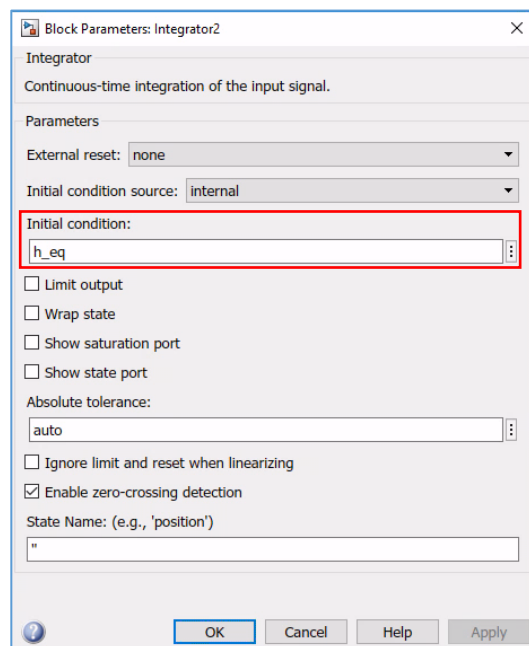 Block Parameters: Integrator2
Integrator
Continuous-time integration of the input signal.
Parameters
External reset: none
Initial condition source: internal
Initial condition:
h_eq
Limit output
Wrap state
Show saturation port
Show state port
Absolute tolerance:
auto
Ignore limit and reset when linearizing
Enable zero-crossing detection
State Name: (e.g., 'position')
''
OK Cancel Help Apply